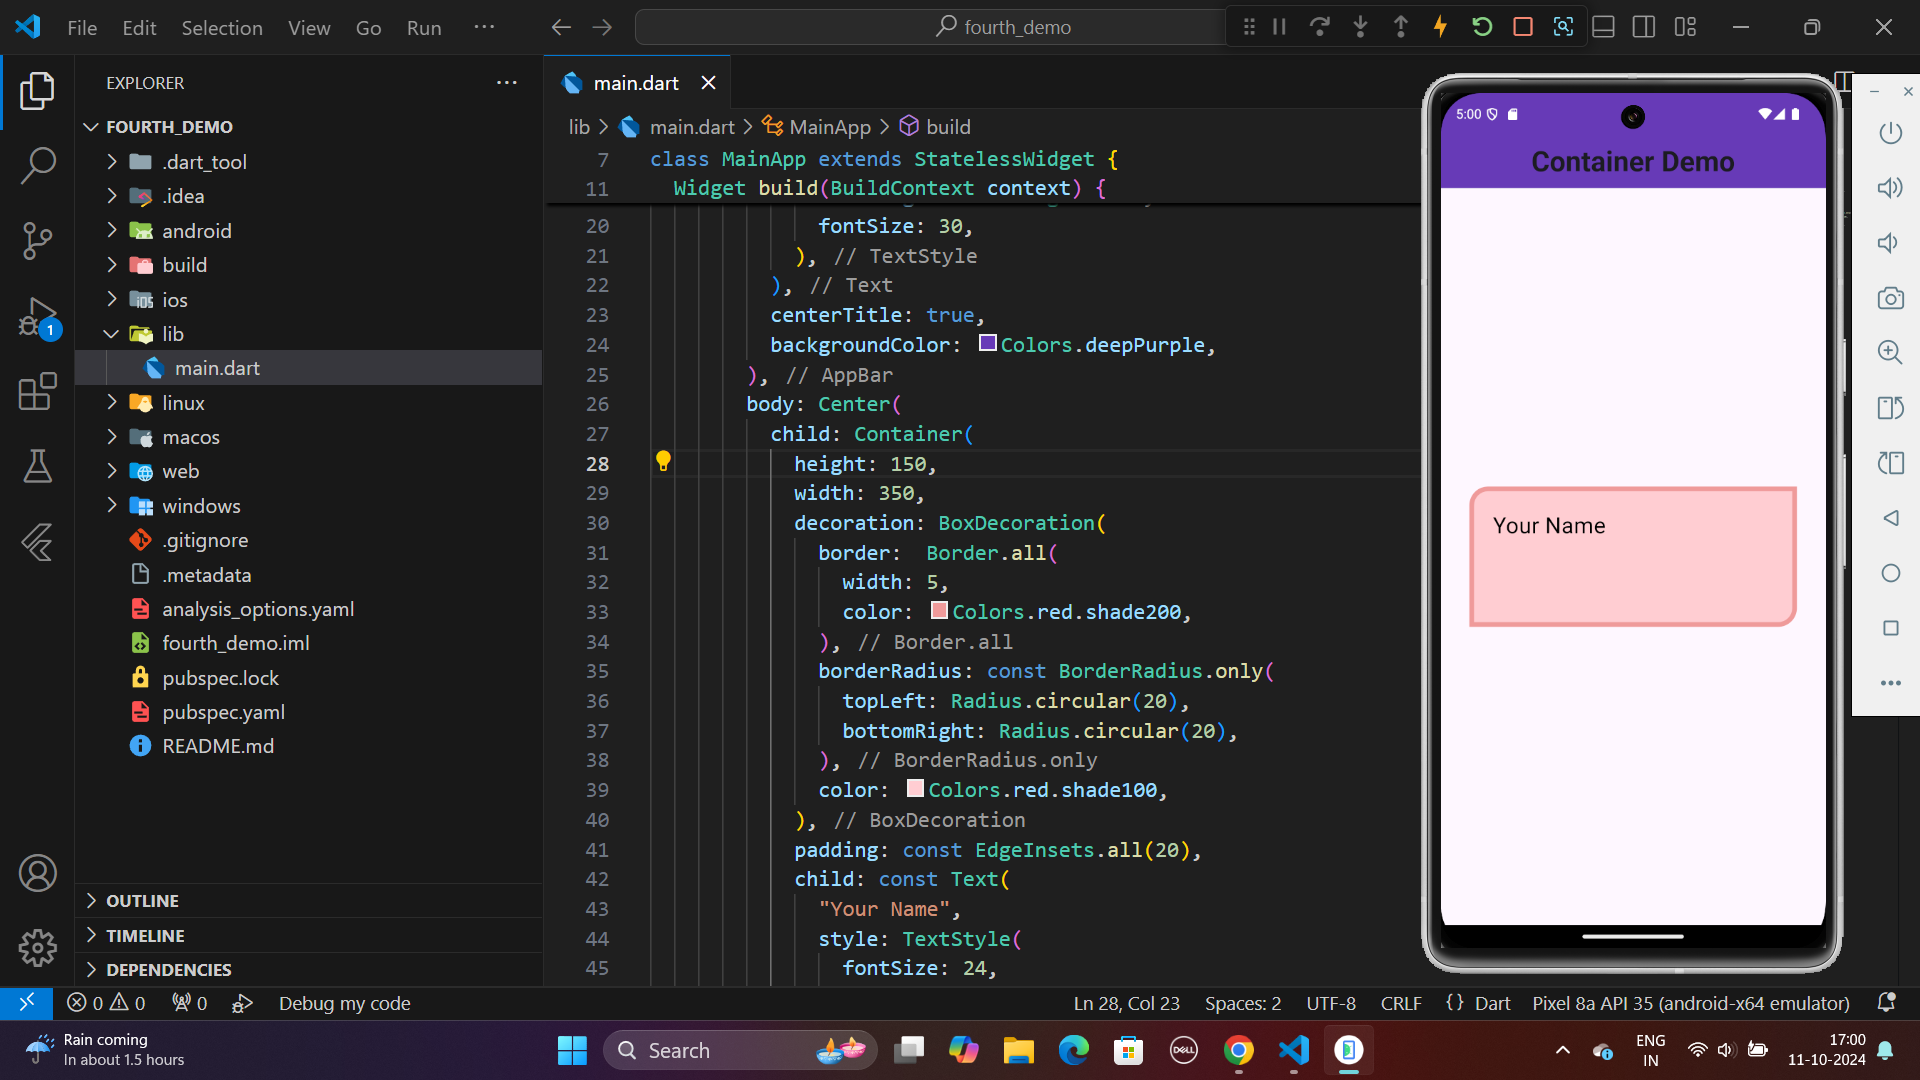 File Edit Selection View Go Run ···
fourth_demo
EXPLORER
FOURTH_DEMO
.dart_tool
.idea
android
build
ios
lib
main.dart
linux
macos
web
windows
.gitignore
.metadata
analysis_options.yaml
fourth_demo.iml
pubspec.lock
pubspec.yaml
README.md
OUTLINE
TIMELINE
DEPENDENCIES
1
main.dart
lib > main.dart > MainApp > build
7 class MainApp extends StatelessWidget {
11 Widget build(BuildContext context) {
20 fontSize: 30,
21 ), // TextStyle
22 ), // Text
23 centerTitle: true,
24 backgroundColor: Colors.deepPurple,
25 ), // AppBar
26 body: Center(
27 child: Container(
28 height: 150,
29 width: 350,
30 decoration: BoxDecoration(
31 border:  Border.all(
32 width: 5,
33 color: Colors.red.shade200,
34 ), // Border.all
35 borderRadius: const BorderRadius.only(
36 topLeft: Radius.circular(20),
37 bottomRight: Radius.circular(20),
38 ), // BorderRadius.only
39 color: Colors.red.shade100,
40 ), // BoxDecoration
41 padding: const EdgeInsets.all(20),
42 child: const Text(
43 "Your Name",
44 style: TextStyle(
45 fontSize: 24,
5:00
Container Demo
Your Name
0 0 0 Debug my code
Ln 28, Col 23 Spaces: 2 UTF-8 CRLF {} Dart Pixel 8a API 35 (android-x64 emulator)
Rain coming
In about 1.5 hours
Search
DELL
ENG
IN
17:00
11-10-2024